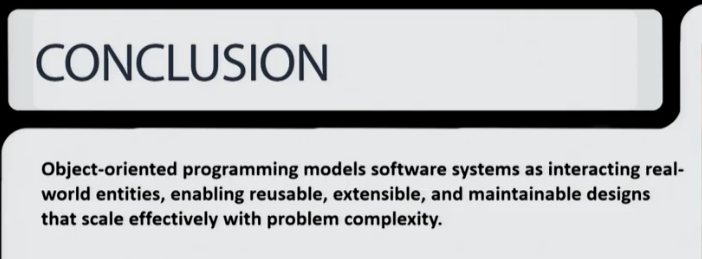 CONCLUSION
Object-oriented programming models software systems as interacting real-
world entities, enabling reusable, extensible, and maintainable designs
that scale effectively with problem complexity.